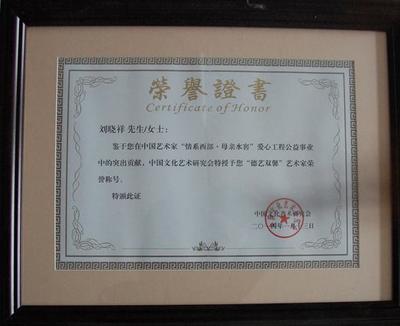 榮譽證書
Certificate of Honor
刘晓祥 先生/女士：
鉴于您在中国艺术家“情系西部·母亲水窖”爱心工程公益事业
中的突出贡献，中国文化艺术研究会特授予您“德艺双馨”艺术家荣
誉称号。
特颁此证
中国文化艺术研究会